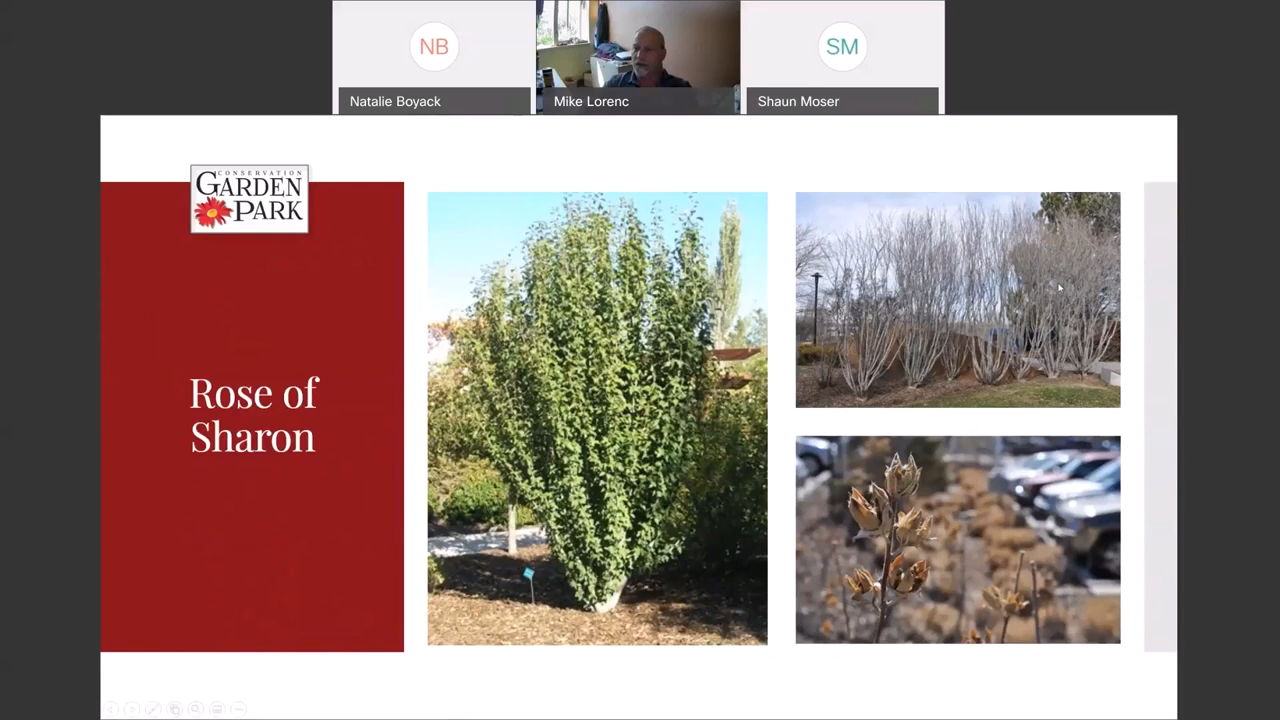 NB
SM
Natalie Boyack
Mike Lorenc
Shaun Moser
CONSERVATION
GARDEN
PARK
Rose of
Sharon